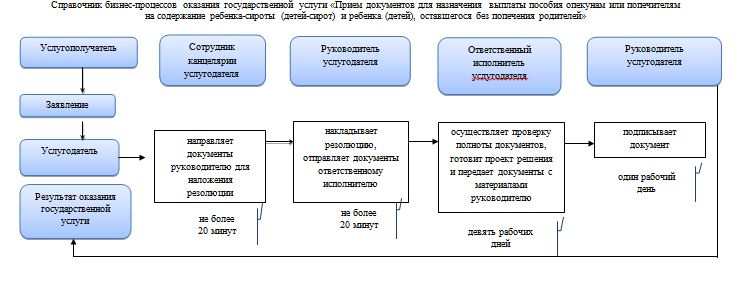 Справочник бизнес-процессов оказания государственной услуги «Прием документов для назначения выплаты пособия опекунам или попечителям
на содержание ребенка-сироты (детей-сирот) и ребенка (детей), оставшегося без попечения родителей»
Услугополучатель
Сотрудник
канцелярии
услугодателя
Руководитель
услугодателя
Ответственный
исполнитель
услугодателя
Руководитель
услугодателя
Заявление
Услугодатель
направляет
документы
руководителю для
наложения
резолюции
накладывает
резолюцию,
отправляет документы
ответственному
исполнителю
осуществляет проверку
полноты документов,
готовит проект решения
и передает документы с
материалами
руководителю
подписывает
документ
Результат оказания
государственной
услуги
не более
20 минут
не более
20 минут
девять рабочих
дней
один рабочий
день